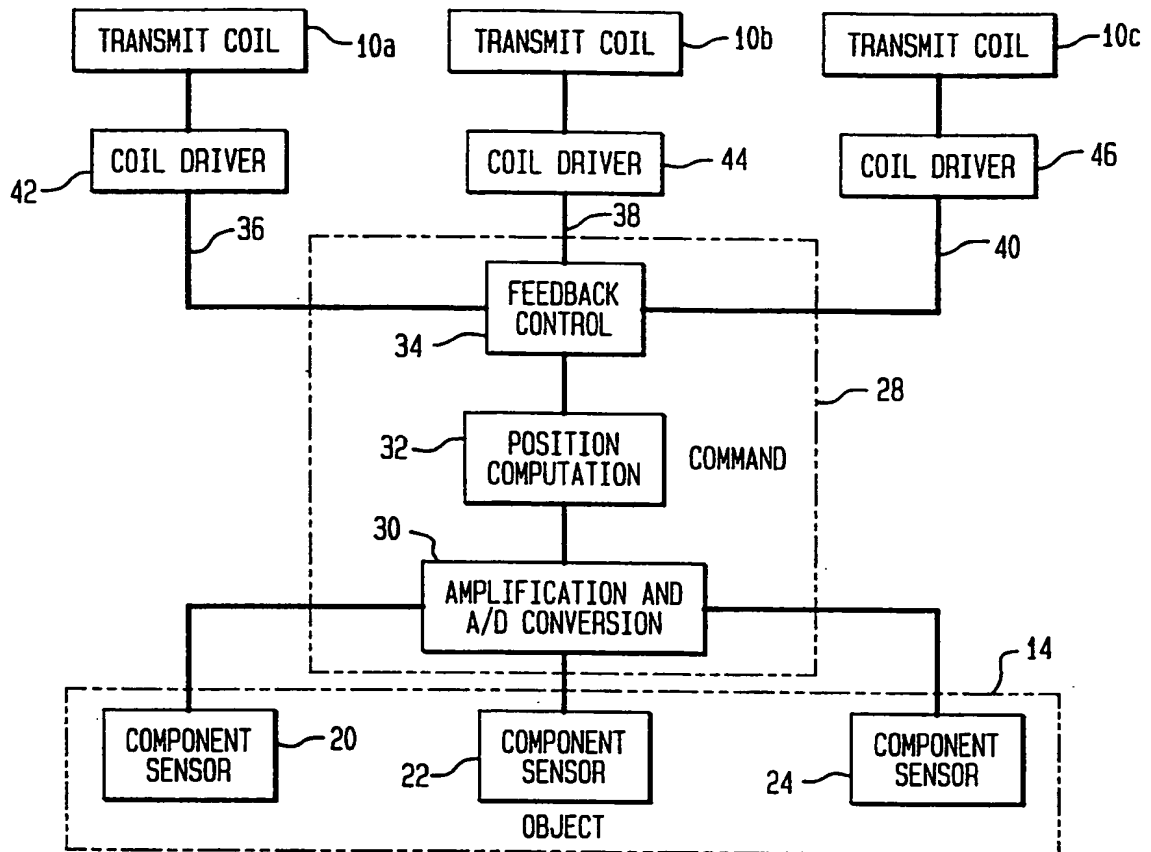 TRANSMIT COIL
10a
TRANSMIT COIL
10b
TRANSMIT COIL
10c
COIL DRIVER
42
COIL DRIVER
44
COIL DRIVER
46
36
38
40
FEEDBACK
CONTROL
34
28
32
POSITION
COMPUTATION
COMMAND
30
AMPLIFICATION AND
A/D CONVERSION
14
COMPONENT
SENSOR
20
COMPONENT
SENSOR
22
COMPONENT
SENSOR
24
OBJECT